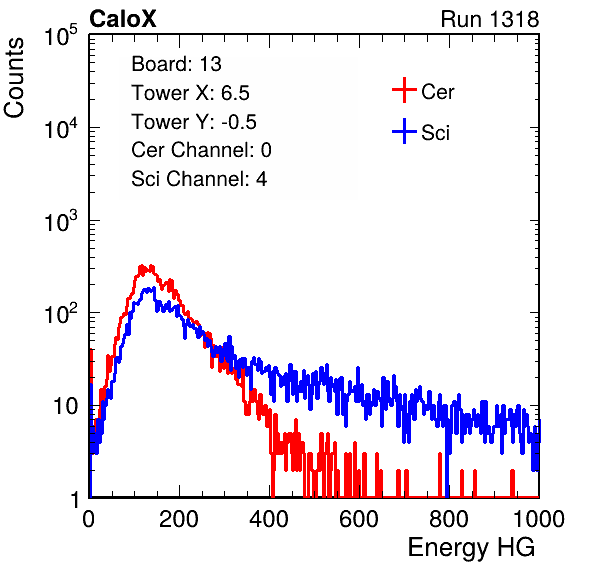 CaloX Run 1318
Counts
10^5
10^4
10^3
10^2
10
1
Board: 13
Tower X: 6.5
Tower Y: -0.5
Cer Channel: 0
Sci Channel: 4
Cer
Sci
0 200 400 600 800 1000
Energy HG